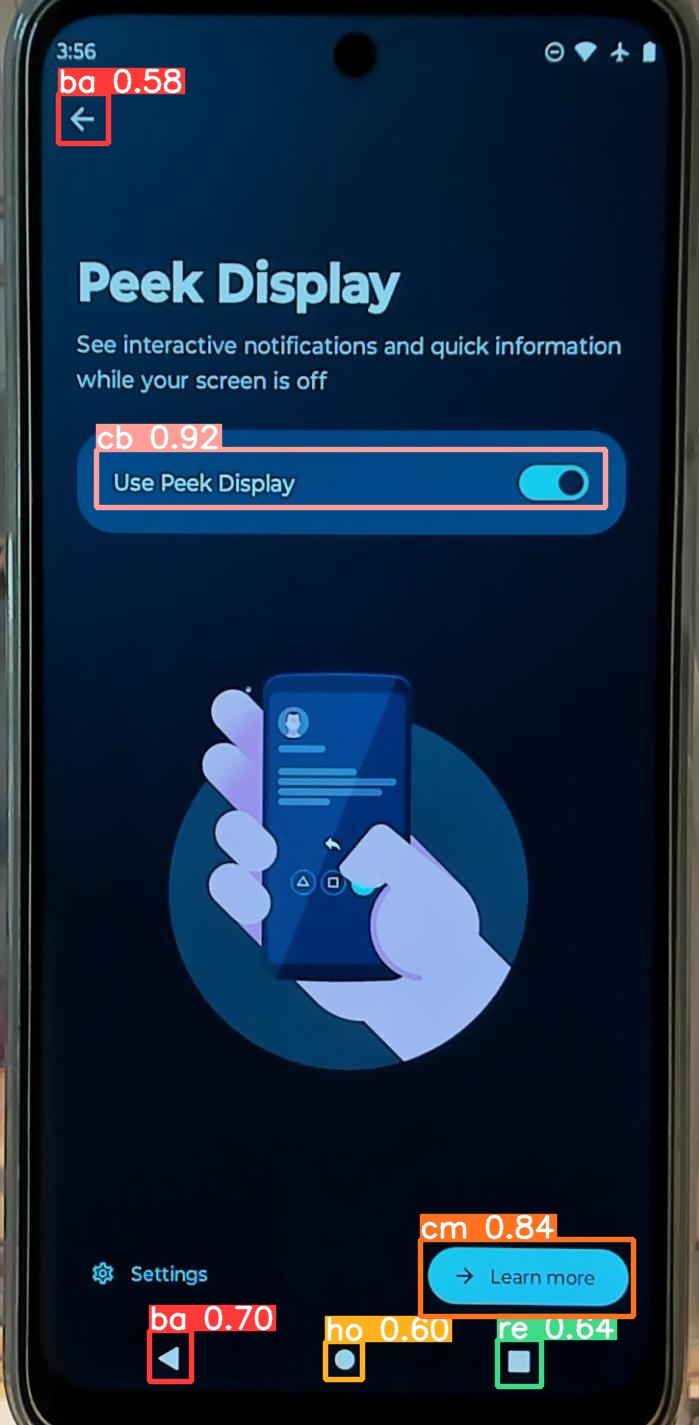 3:56
ba 0.58
Peek Display
See interactive notifications and quick information
while your screen is off
cb 0.92
Use Peek Display
cm 0.84
Settings
Learn more
ba 0.70
ho 0.60
re 0.64